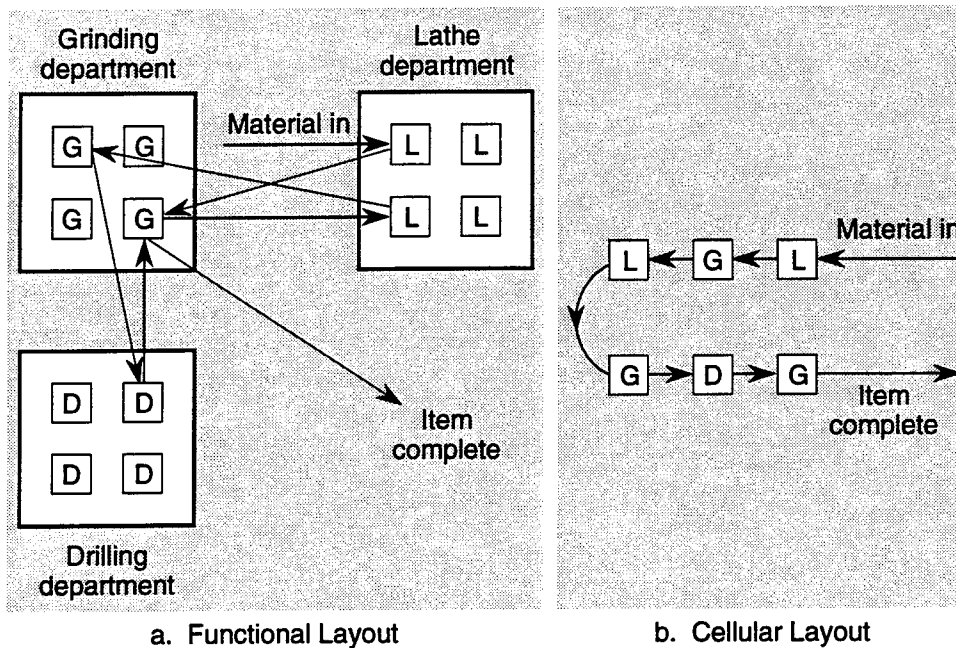 Grinding
department
Lathe
department
Material in
G G
L L
G G
L L
D D
D D
Item
complete
Drilling
department
a. Functional Layout
Material in
L G L
G D G
Item
complete
b. Cellular Layout